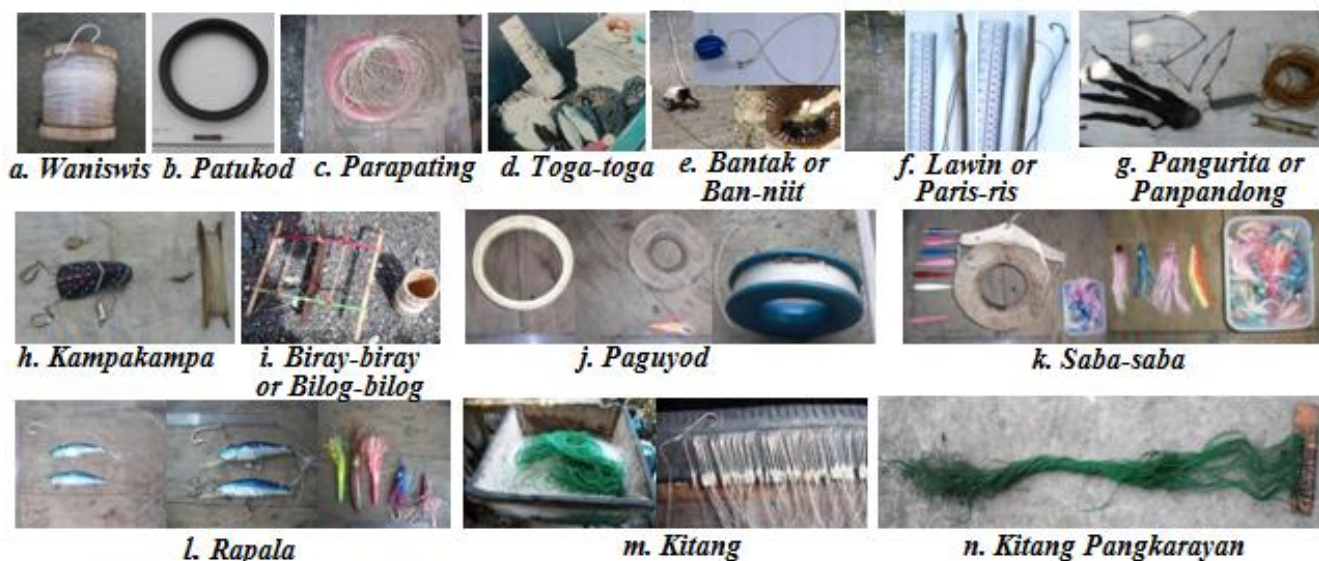 a. Waniswis b. Patukod c. Parapating d. Toga-toga e. Bantak or
Ban-niit f. Lawin or
Paris-ris g. Pangurita or
Panpandong
h. Kampakampa i. Biray-biray
or Bilog-bilog j. Paguyod k. Saba-saba
l. Rapala m. Kitang n. Kitang Pangkarayan